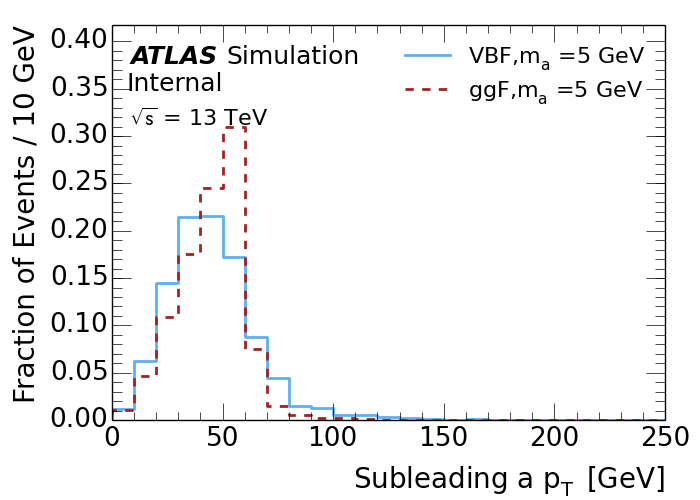 0.40
0.35
0.30
0.25
0.20
0.15
0.10
0.05
0.00
Fraction of Events / 10 GeV
ATLAS Simulation
Internal
√s = 13 TeV
VBF,mₐ =5 GeV
ggF,mₐ =5 GeV
0 50 100 150 200 250
Subleading a p_T [GeV]